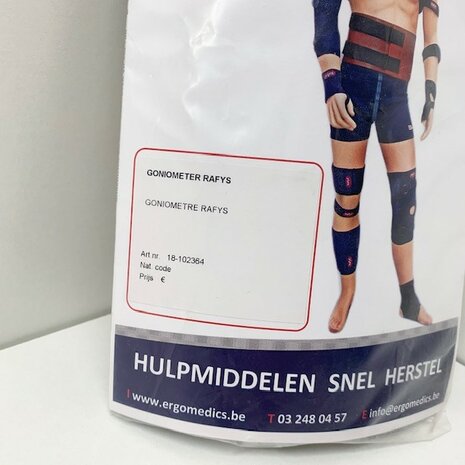 GONIOMETER RAFYS
GONIOMETRE RAFYS
Art nr. 18-102364
Nat code
Prijs €
HULPMIDDELEN SNEL HERSTEL
I www.ergomedics.be T 03 248 04 57 E info@ergomedics.be